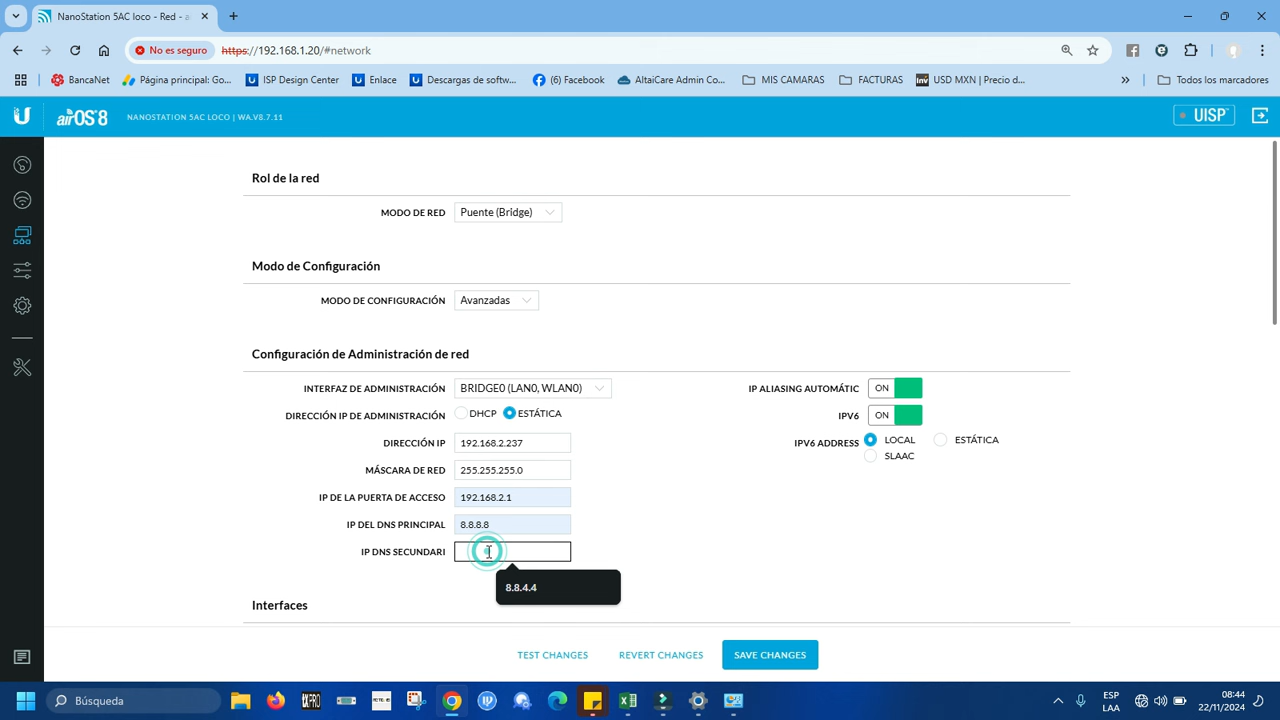 NanoStation 5AC loco - Red - a
No es seguro
https://192.168.1.20/#network
BancaNet
Página principal: Go...
ISP Design Center
Enlace
Descargas de softw...
(6) Facebook
AltaiCare Admin Co...
MIS CAMARAS
FACTURAS
USD MXN | Precio d...
»
Todos los marcadores
airOS 8
NANOSTATION 5AC LOCO | WA.V8.7.11
UISP
Rol de la red
MODO DE RED
Puente (Bridge)
Modo de Configuración
MODO DE CONFIGURACIÓN
Avanzadas
Configuración de Administración de red
INTERFAZ DE ADMINISTRACIÓN
BRIDGE0 (LAN0, WLAN0)
IP ALIASING AUTOMÁTIC
ON
DIRECCIÓN IP DE ADMINISTRACIÓN
DHCP
ESTÁTICA
IPV6
ON
DIRECCIÓN IP
192.168.2.237
IPV6 ADDRESS
LOCAL
ESTÁTICA
SLAAC
MÁSCARA DE RED
255.255.255.0
IP DE LA PUERTA DE ACCESO
192.168.2.1
IP DEL DNS PRINCIPAL
8.8.8.8
IP DNS SECUNDARI
8.8.4.4
Interfaces
TEST CHANGES
REVERT CHANGES
SAVE CHANGES
Búsqueda
ESP
LAA
08:44
22/11/2024